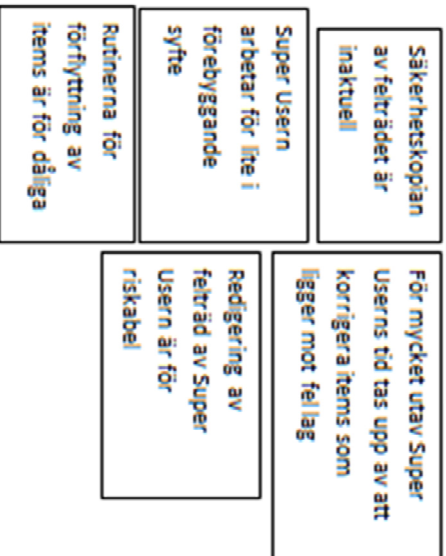 Säkerhetskopian
av felträdet är
inaktuell
För mycket utav Super
Userns tid tas upp av att
korrigera items som
ligger mot fel lag
Super Usern
arbetar för lite i
förebyggande
syfte
Redigering av
felträd av Super
Usern är för
riskabel
Rutinerna för
förflyttning av
items är för dåliga